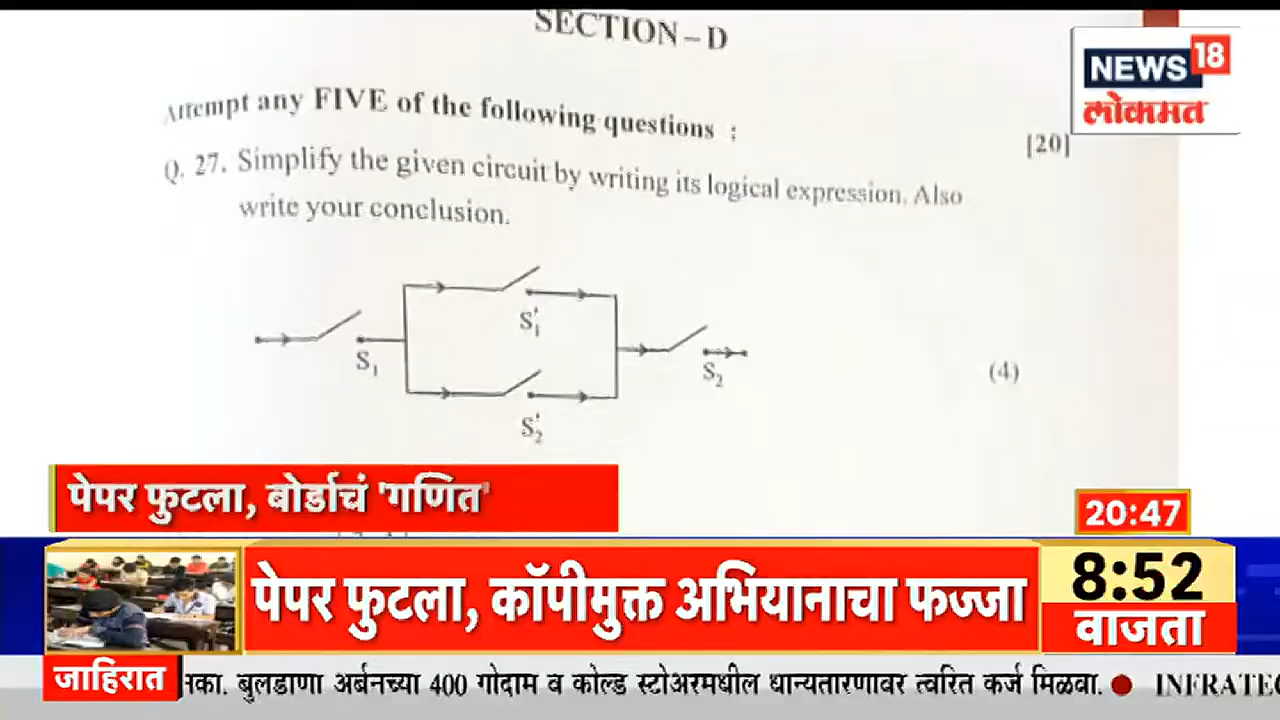 SECTION – D
NEWS 18
लोकमत
Attempt any FIVE of the following questions :
[20]
Q. 27. Simplify the given circuit by writing its logical expression. Also
write your conclusion.
S₁
S'₁
S'₂
S₂
(4)
पेपर फुटला, बोर्डाचं 'गणित'
20:47
पेपर फुटला, कॉपीमुक्त अभियानाचा फज्जा
8:52
वाजता
जाहिरात
बुलडाणा अर्बनच्या 400 गोदाम व कोल्ड स्टोअरमधील धान्यतारणावर त्वरित कर्ज मिळवा. ● INFRATEC